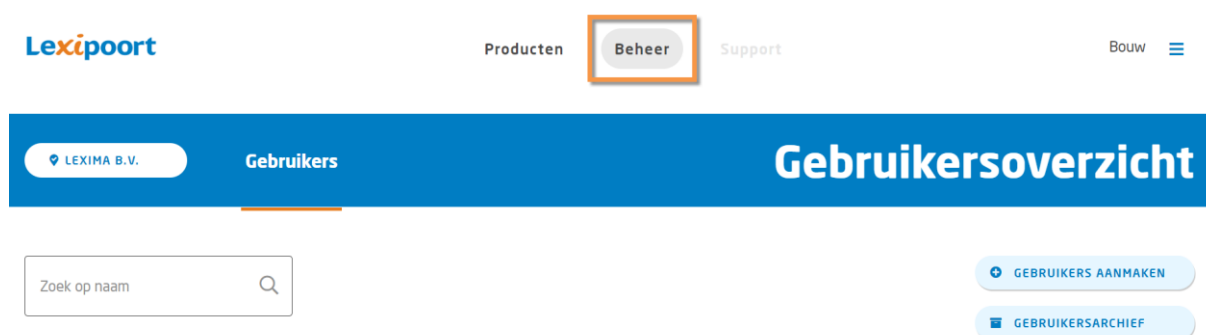 Lexipoort
Producten Beheer Support Bouw
LEXIMA B.V. Gebruikers Gebruikersoverzicht
Zoek op naam
GEBRUIKERS AANMAKEN
GEBRUIKERSARCHIEF